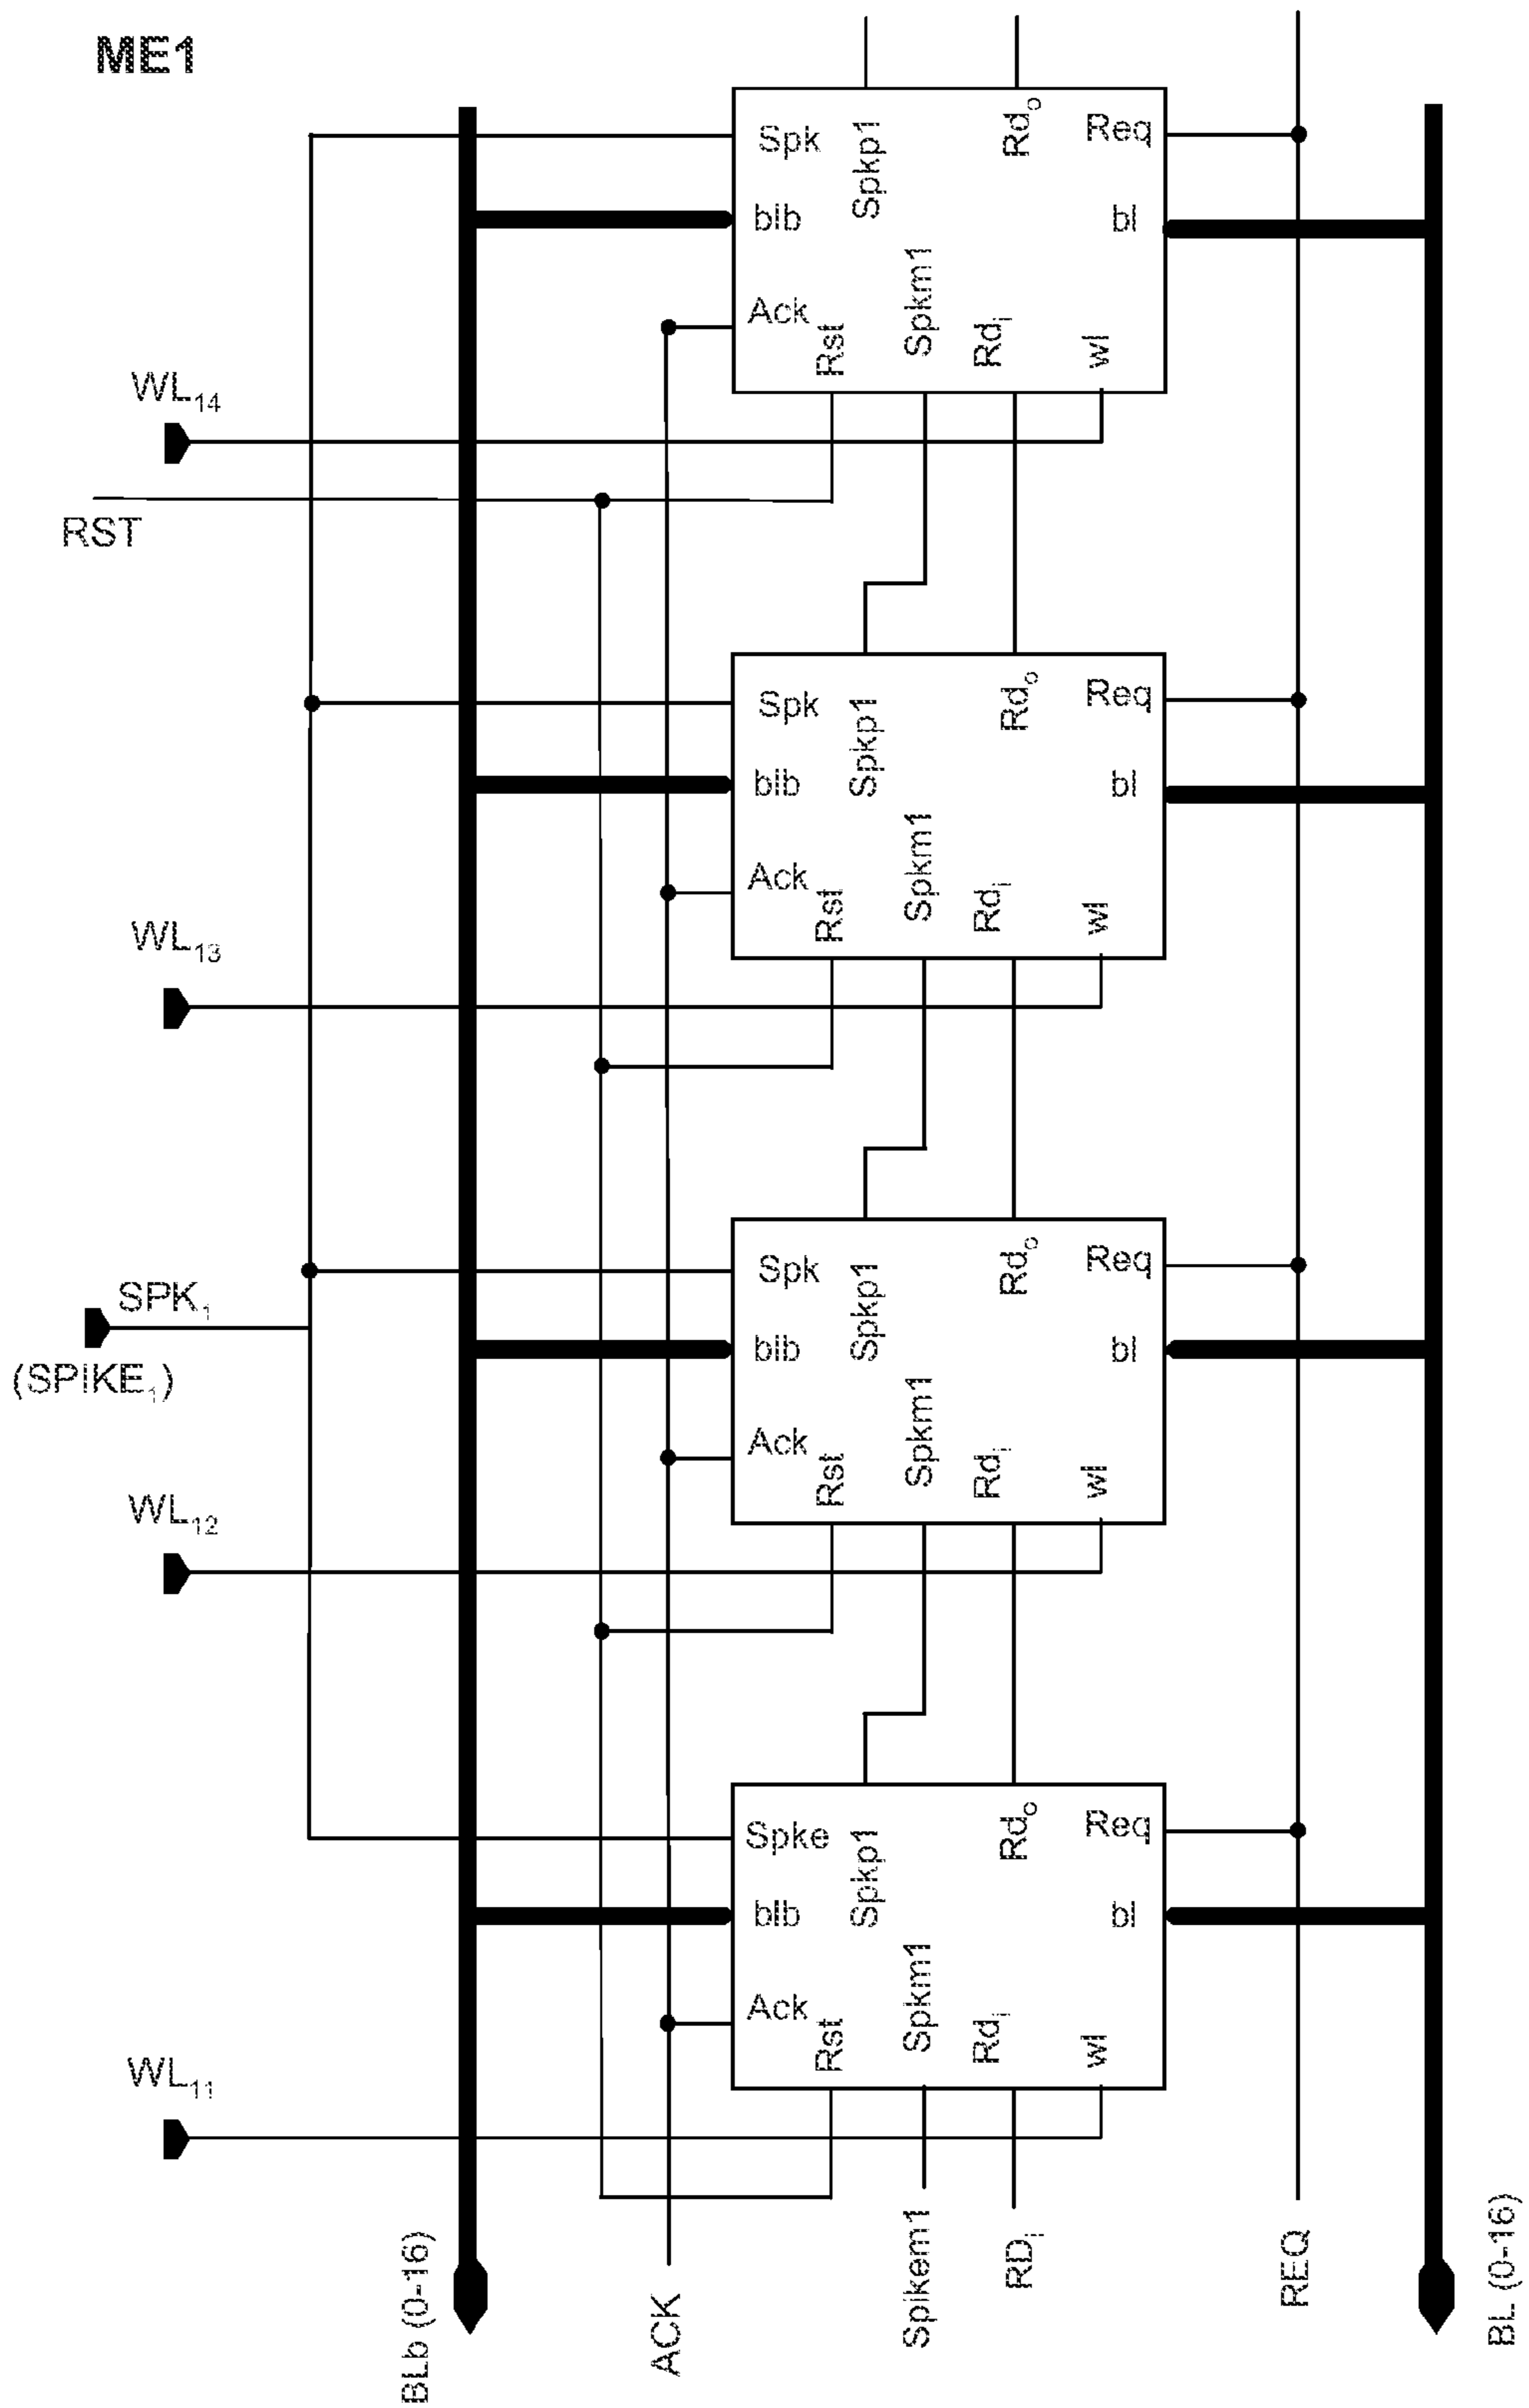 ME1
Spk
Spkp1
Rdo
Req
blb
bl
Ack
Rst
Spkm1
Rdi
wl
WL14
RST
Spk
Spkp1
Rdo
Req
blb
bl
Ack
Rst
Spkm1
Rdi
wl
WL13
Spk
Spkp1
Rdo
Req
SPK1
(SPIKE1)
blb
bl
Ack
Rst
Spkm1
Rdi
wl
WL12
Spke
Spkp1
Rdo
Req
blb
bl
Ack
Rst
Spkm1
Rdi
wl
WL11
BLb (0-16)
ACK
Spikem1
RDi
REQ
BL (0-16)